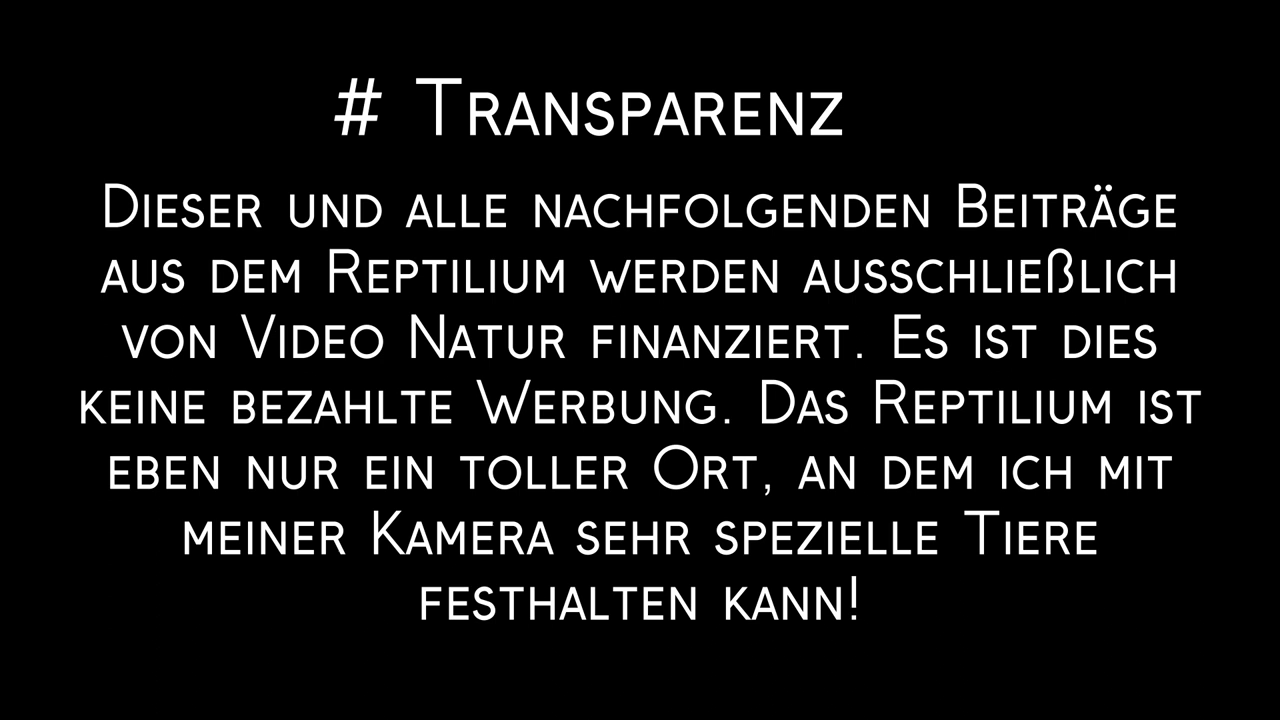 # Transparenz
Dieser und alle nachfolgenden Beiträge
aus dem Reptilium werden ausschließlich
von Video Natur finanziert. Es ist dies
keine bezahlte Werbung. Das Reptilium ist
eben nur ein toller Ort, an dem ich mit
meiner Kamera sehr spezielle Tiere
festhalten kann!